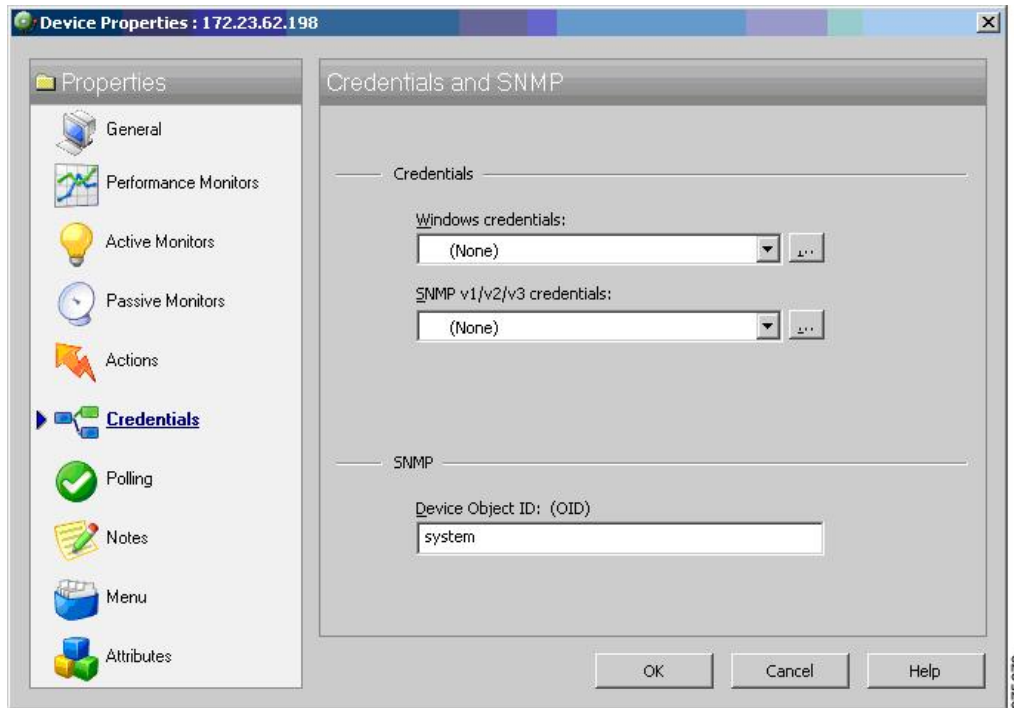 Device Properties : 172.23.62.198
Properties
General
Performance Monitors
Active Monitors
Passive Monitors
Actions
Credentials
Polling
Notes
Menu
Attributes
Credentials and SNMP
Credentials
Windows credentials:
(None)
...
SNMP v1/v2/v3 credentials:
(None)
...
SNMP
Device Object ID: (OID)
system
OK
Cancel
Help